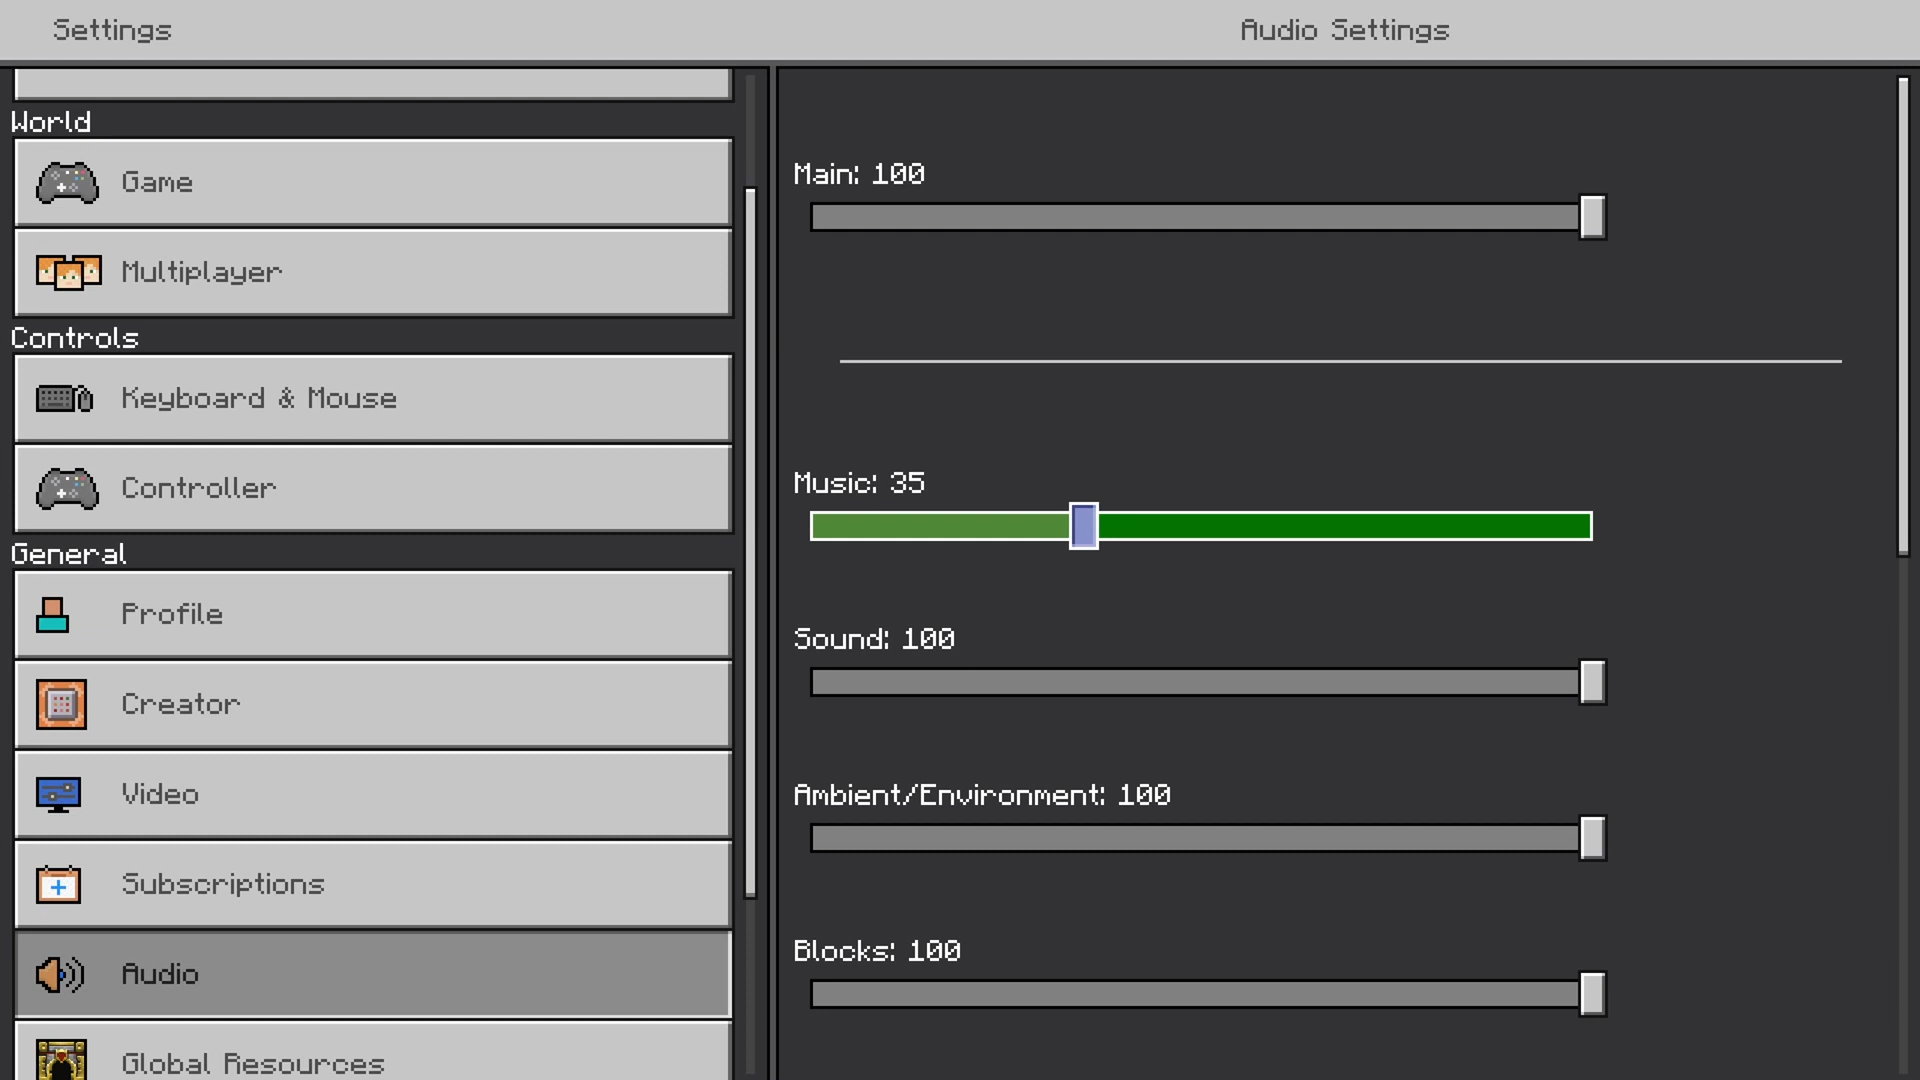 Settings
Audio Settings
World
Game
Multiplayer
Controls
Keyboard & Mouse
Controller
General
Profile
Creator
Video
Subscriptions
Audio
Global Resources
Main: 100
Music: 35
Sound: 100
Ambient/Environment: 100
Blocks: 100